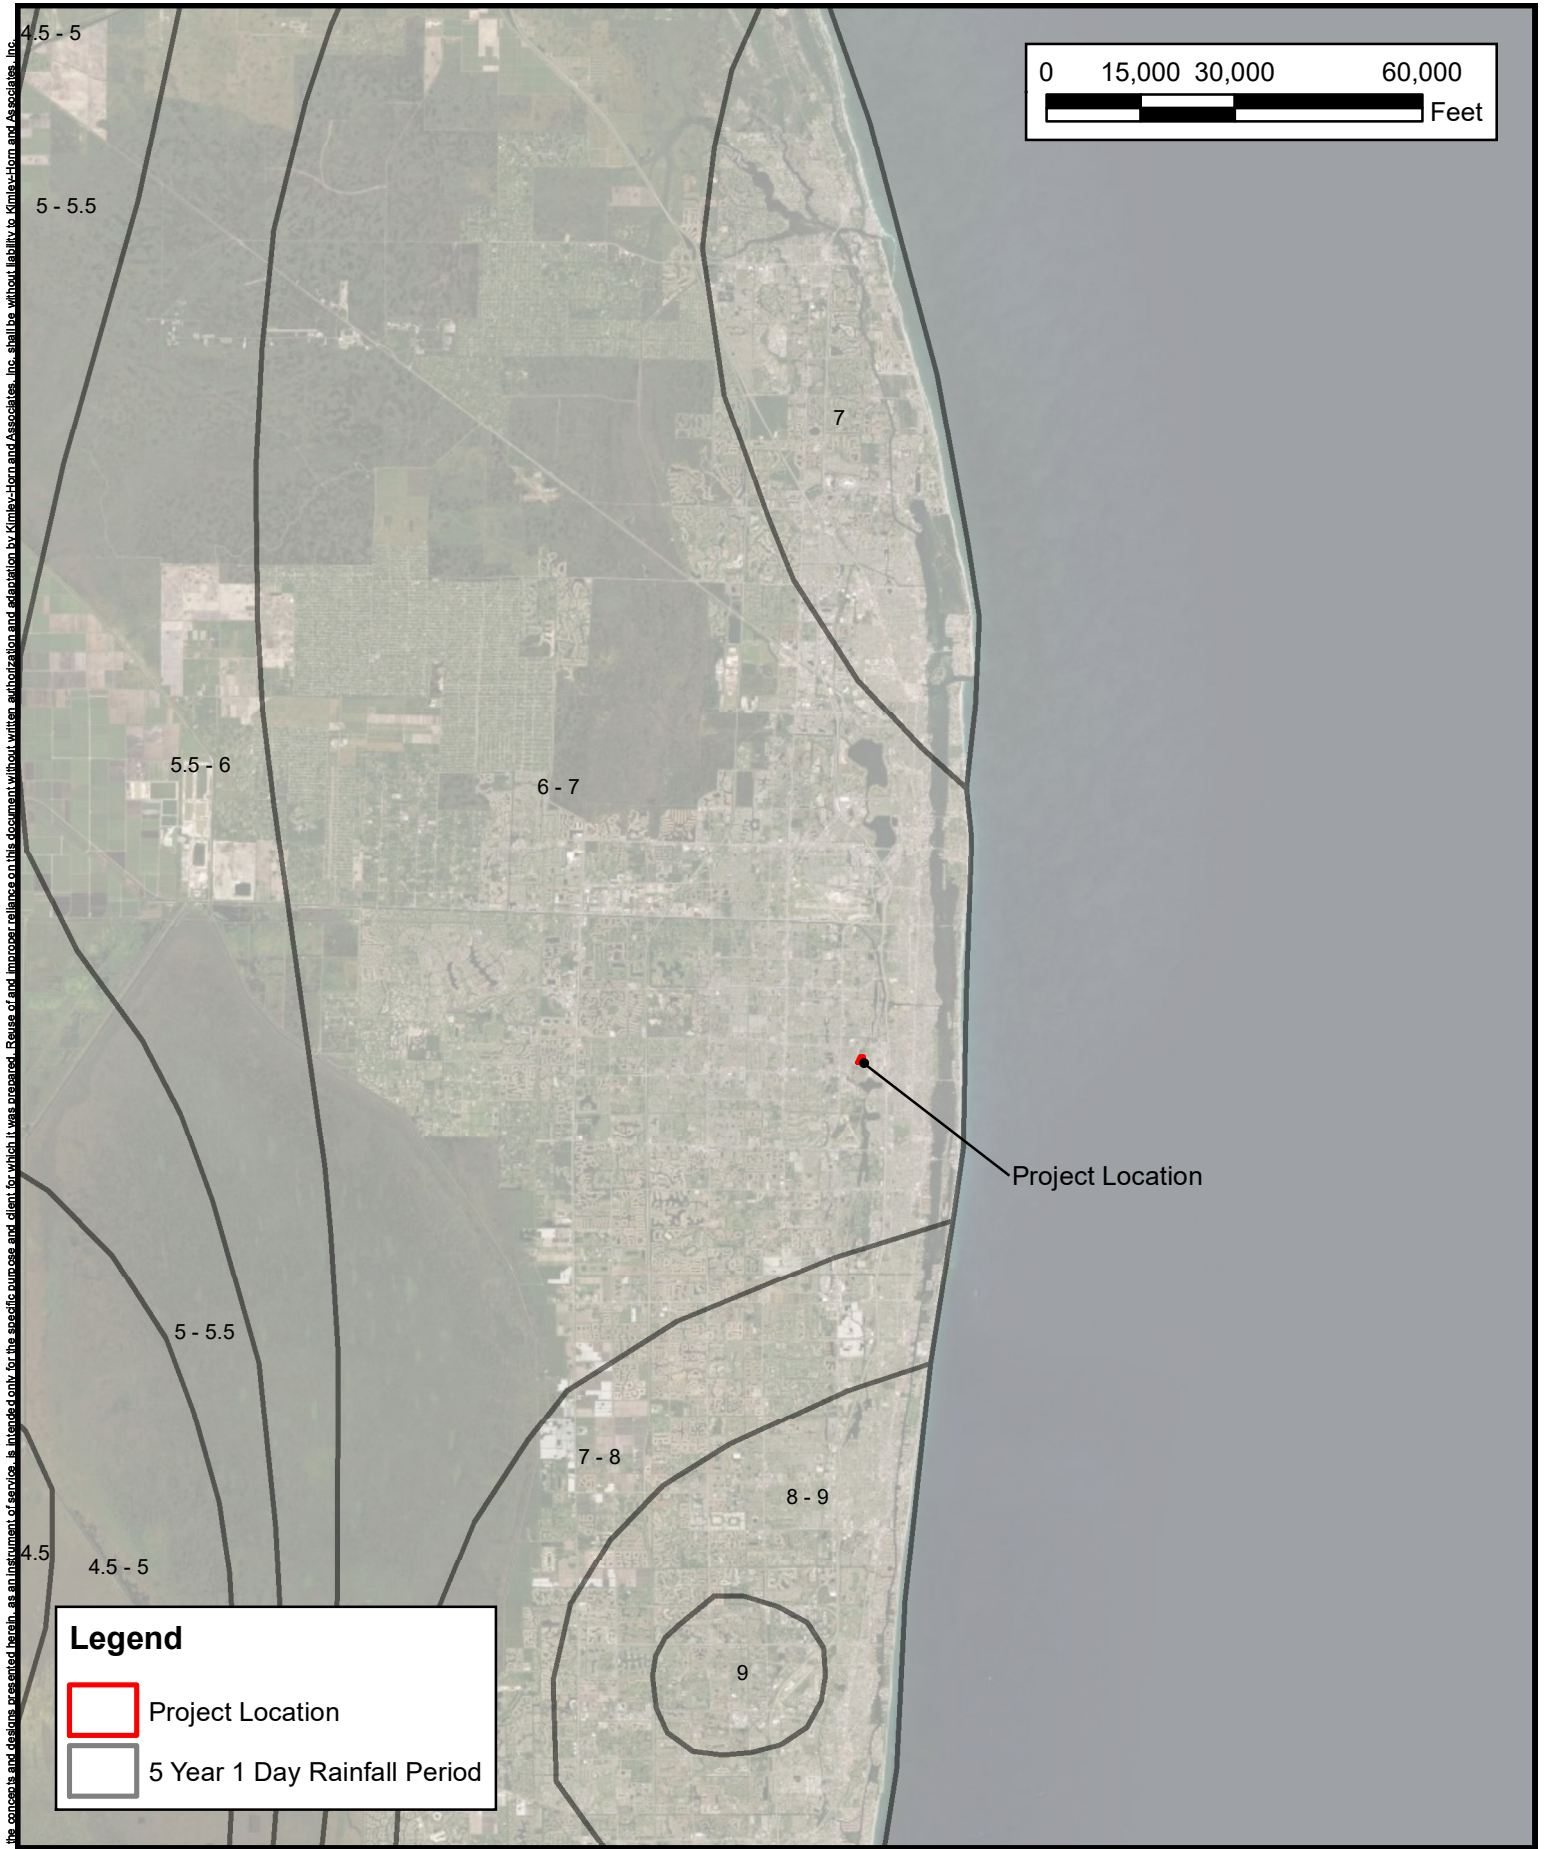 4.5 - 5
0 15,000 30,000 60,000
Feet
5 - 5.5
7
5.5 - 6
6 - 7
Project Location
5 - 5.5
7 - 8
8 - 9
4.5
4.5 - 5
9
Legend
Project Location
5 Year 1 Day Rainfall Period
the concepts and designs presented herein, as an instrument of service, is intended only for the specific purpose and client for which it was prepared. Reuse of and improper reliance on this document without written authorization and adaptation by Kimley-Horn and Associates, Inc. shall be without liability to Kimley-Horn and Associates, Inc.